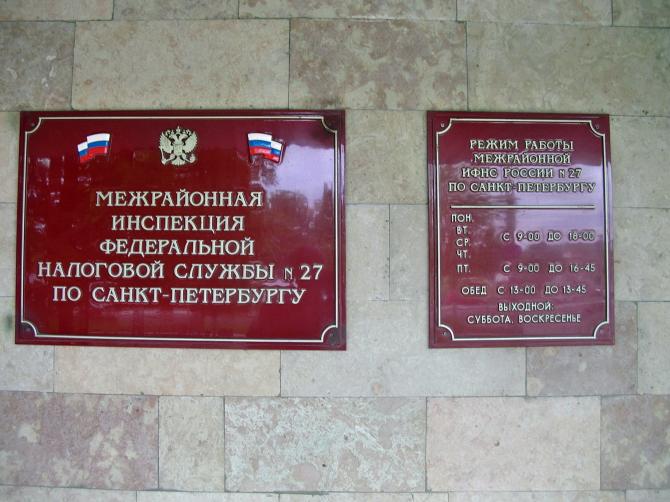 МЕЖРАЙОННАЯ
ИНСПЕКЦИЯ
ФЕДЕРАЛЬНОЙ
НАЛОГОВОЙ СЛУЖБЫ N 27
ПО САНКТ-ПЕТЕРБУРГУ
РЕЖИМ РАБОТЫ
МЕЖРАЙОННОЙ
ИФНС РОССИИ N 27
ПО САНКТ-ПЕТЕРБУРГУ
ПОН.
ВТ.
СР. С 9-00 ДО 18-00
ЧТ.
ПТ. С 9-00 ДО 16-45
ОБЕД С 13-00 ДО 13-45
ВЫХОДНОЙ:
СУББОТА, ВОСКРЕСЕНЬЕ